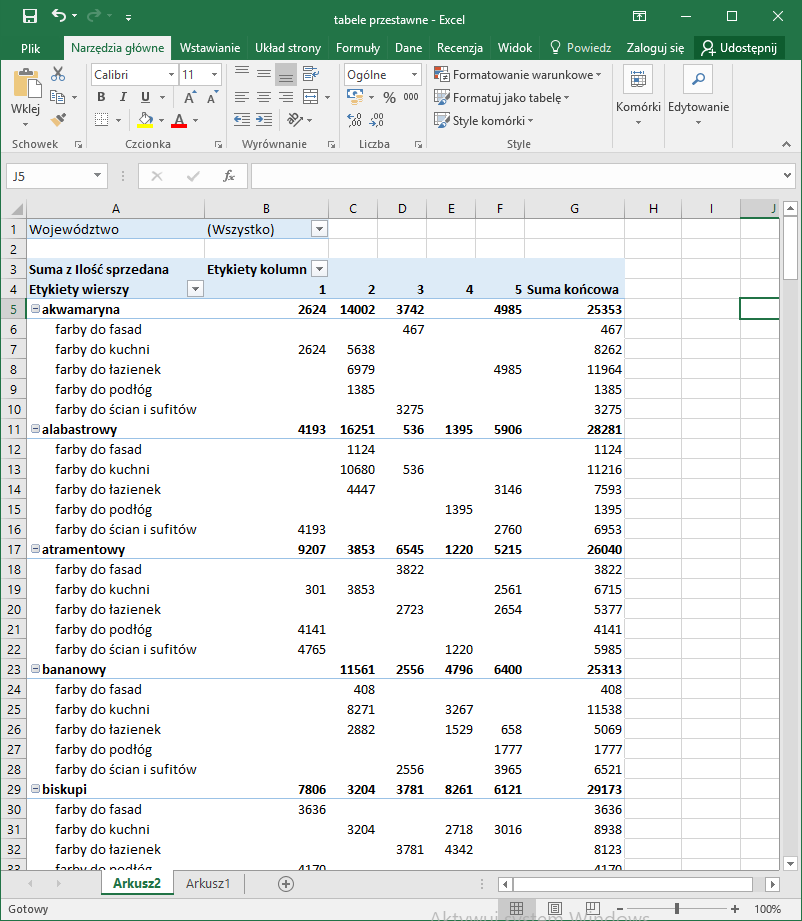 tabele przestawne - Excel
Plik Narzędzia główne Wstawianie Układ strony Formuły Dane Recenzja Widok Powiedz Zaloguj się Udostępnij
Wklej
Calibri 11
B I U A A
A
Ogólne
% 000
Formatowanie warunkowe
Formatuj jako tabelę
Style komórki
Komórki Edytowanie
Schowek Czcionka Wyrównanie Liczba Style
J5 fx
A B C D E F G H I J
1 Województwo (Wszystko)
2
3 Suma z Ilość sprzedana Etykiety kolumn
4 Etykiety wierszy 1 2 3 4 5 Suma końcowa
5 akwamaryna 2624 14002 3742 4985 25353
6 farby do fasad 467 467
7 farby do kuchni 2624 5638 8262
8 farby do łazienek 6979 4985 11964
9 farby do podłóg 1385 1385
10 farby do ścian i sufitów 3275 3275
11 alabastrowy 4193 16251 536 1395 5906 28281
12 farby do fasad 1124 1124
13 farby do kuchni 10680 536 11216
14 farby do łazienek 4447 3146 7593
15 farby do podłóg 1395 1395
16 farby do ścian i sufitów 4193 2760 6953
17 atramentowy 9207 3853 6545 1220 5215 26040
18 farby do fasad 3822 3822
19 farby do kuchni 301 3853 2561 6715
20 farby do łazienek 2723 2654 5377
21 farby do podłóg 4141 4141
22 farby do ścian i sufitów 4765 1220 5985
23 bananowy 11561 2556 4796 6400 25313
24 farby do fasad 408 408
25 farby do kuchni 8271 3267 11538
26 farby do łazienek 2882 1529 658 5069
27 farby do podłóg 1777 1777
28 farby do ścian i sufitów 2556 3965 6521
29 biskupi 7806 3204 3781 8261 6121 29173
30 farby do fasad 3636 3636
31 farby do kuchni 3204 2718 3016 8938
32 farby do łazienek 3781 4342 8123
33 farby do podłóg 4170 4170
Arkusz2 Arkusz1
Gotowy 100%
Aktywuj system Windows